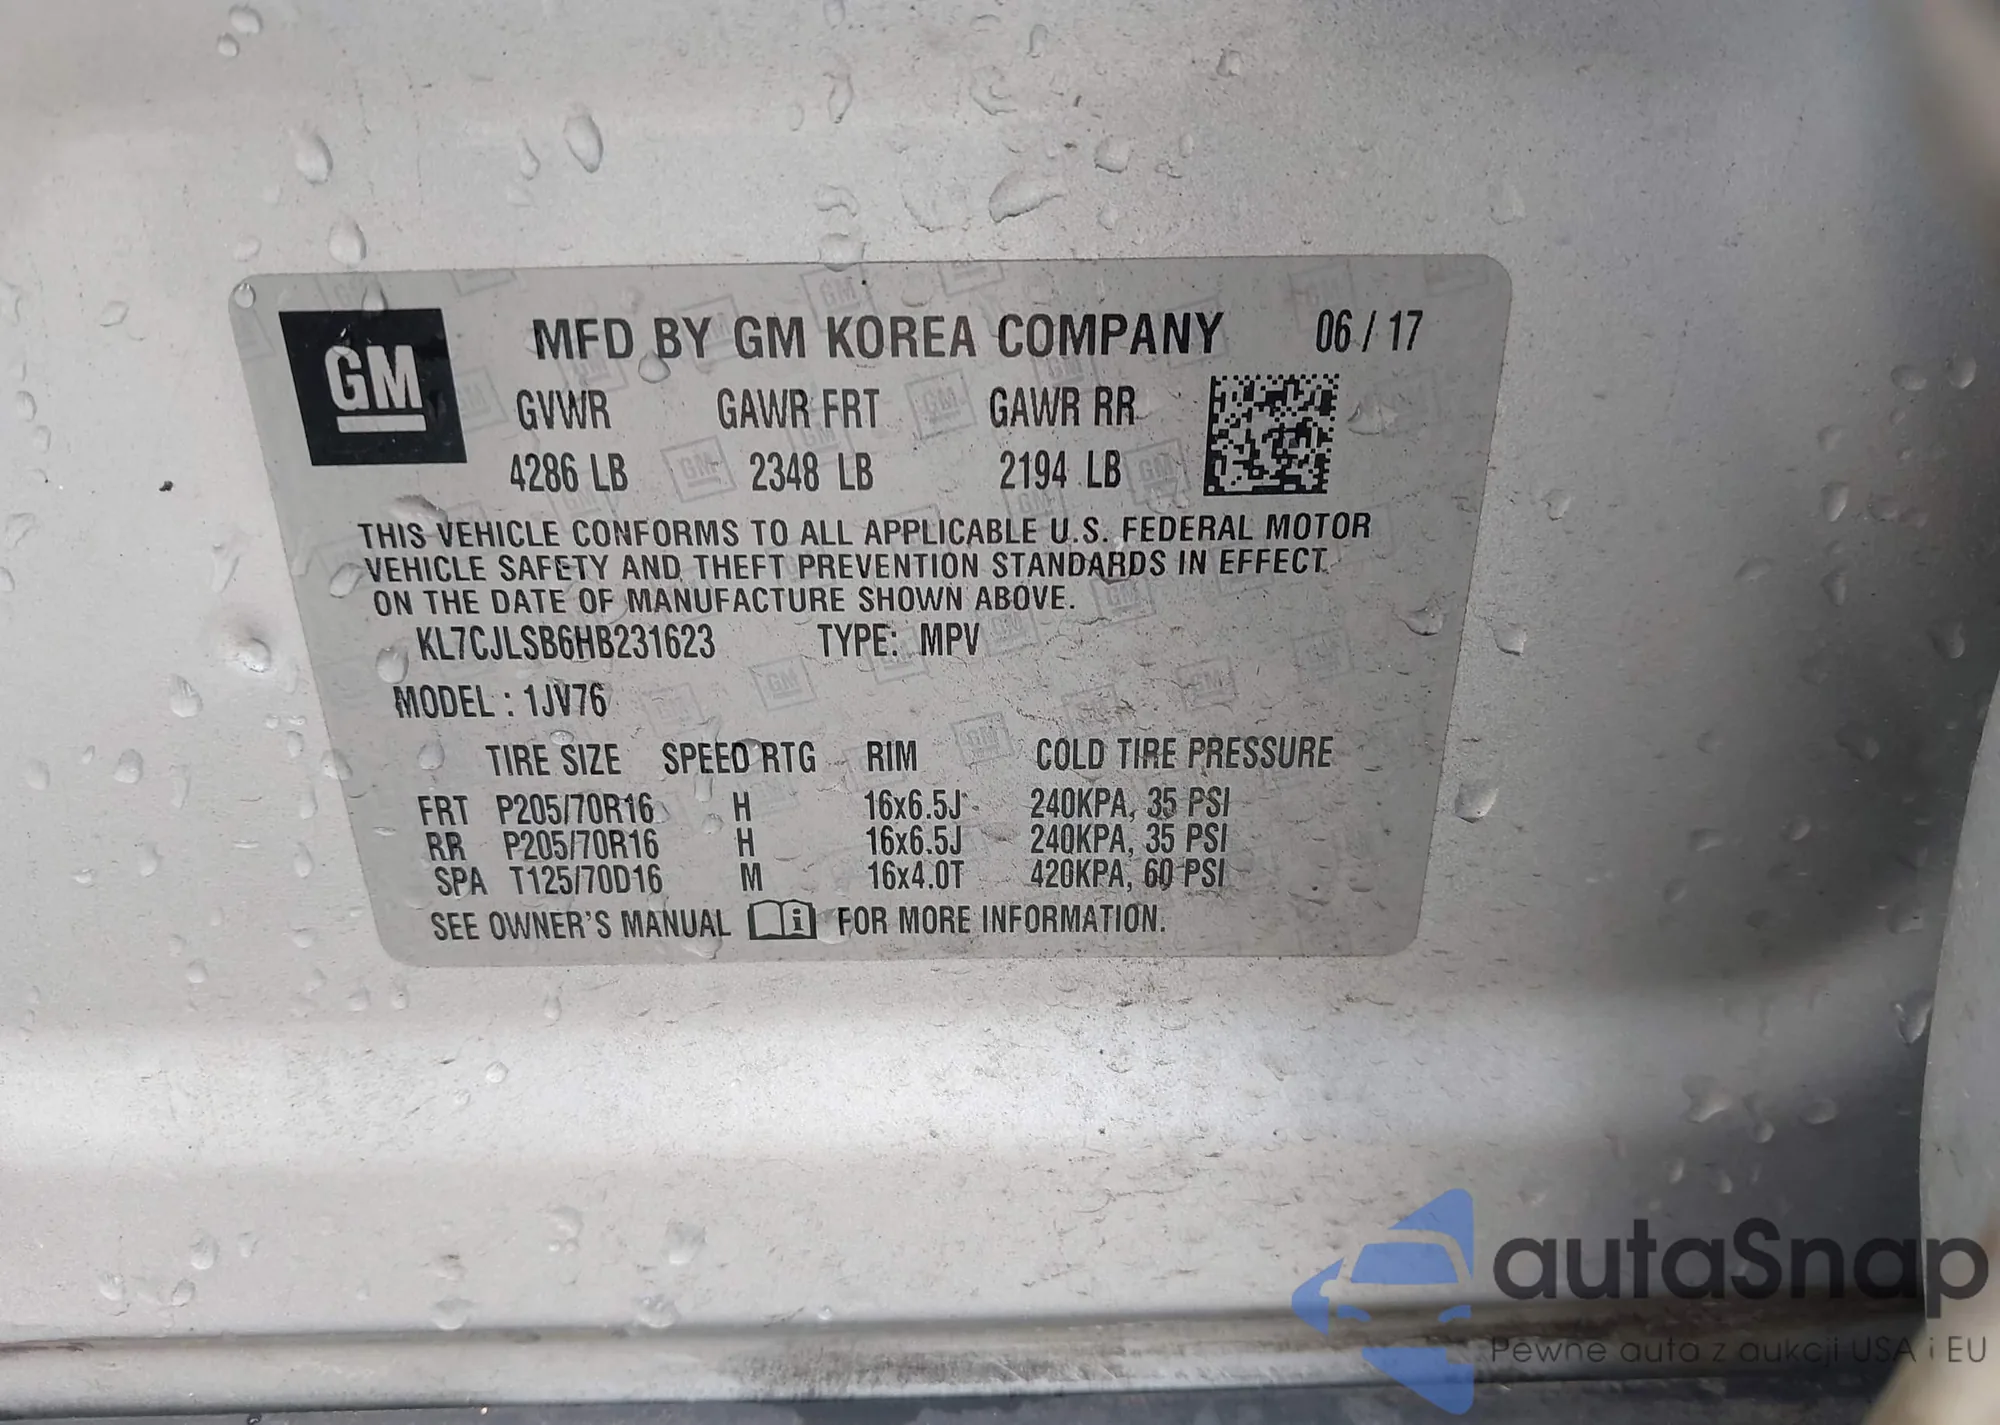 GM
MFD BY GM KOREA COMPANY 06 / 17
GVWR GAWR FRT GAWR RR
4286 LB 2348 LB 2194 LB
THIS VEHICLE CONFORMS TO ALL APPLICABLE U.S. FEDERAL MOTOR
VEHICLE SAFETY AND THEFT PREVENTION STANDARDS IN EFFECT
ON THE DATE OF MANUFACTURE SHOWN ABOVE.
KL7CJLSB6HB231623 TYPE: MPV
MODEL : 1JV76
TIRE SIZE SPEED RTG RIM COLD TIRE PRESSURE
FRT P205/70R16 H 16x6.5J 240KPA, 35 PSI
RR P205/70R16 H 16x6.5J 240KPA, 35 PSI
SPA T125/70D16 M 16x4.0T 420KPA, 60 PSI
SEE OWNER'S MANUAL i FOR MORE INFORMATION.
autaSnap
Pewne auta z aukcji USA i EU